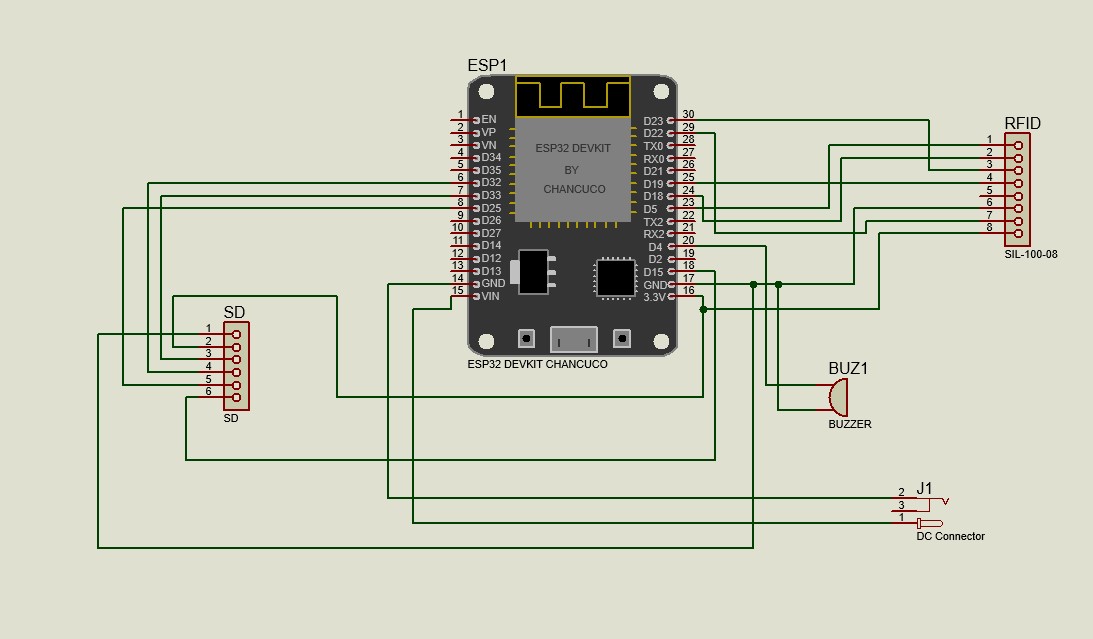 ESP1
ESP32 DEVKIT
BY
CHANCUCO
1 EN
2 VP
3 VN
4 D34
5 D35
6 D32
7 D33
8 D25
9 D26
10 D27
11 D14
12 D12
13 D13
14 GND
15 VIN
D23 30
D22 29
TX0 28
RX0 27
D21 26
D19 25
D18 24
D5 23
TX2 22
RX2 21
D4 20
D2 19
D15 18
GND 17
3.3V 16
ESP32 DEVKIT CHANCUCO
RFID
1
2
3
4
5
6
7
8
SIL-100-08
SD
1
2
3
4
5
6
SD
BUZ1
BUZZER
J1
2
3
1
DC Connector